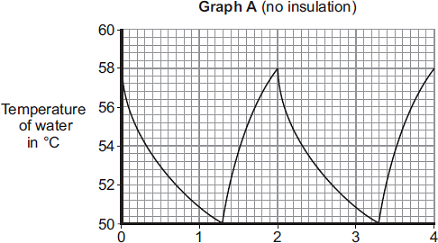 Graph A (no insulation)
60
58
56
54
52
50
Temperature
of water
in °C
0 1 2 3 4